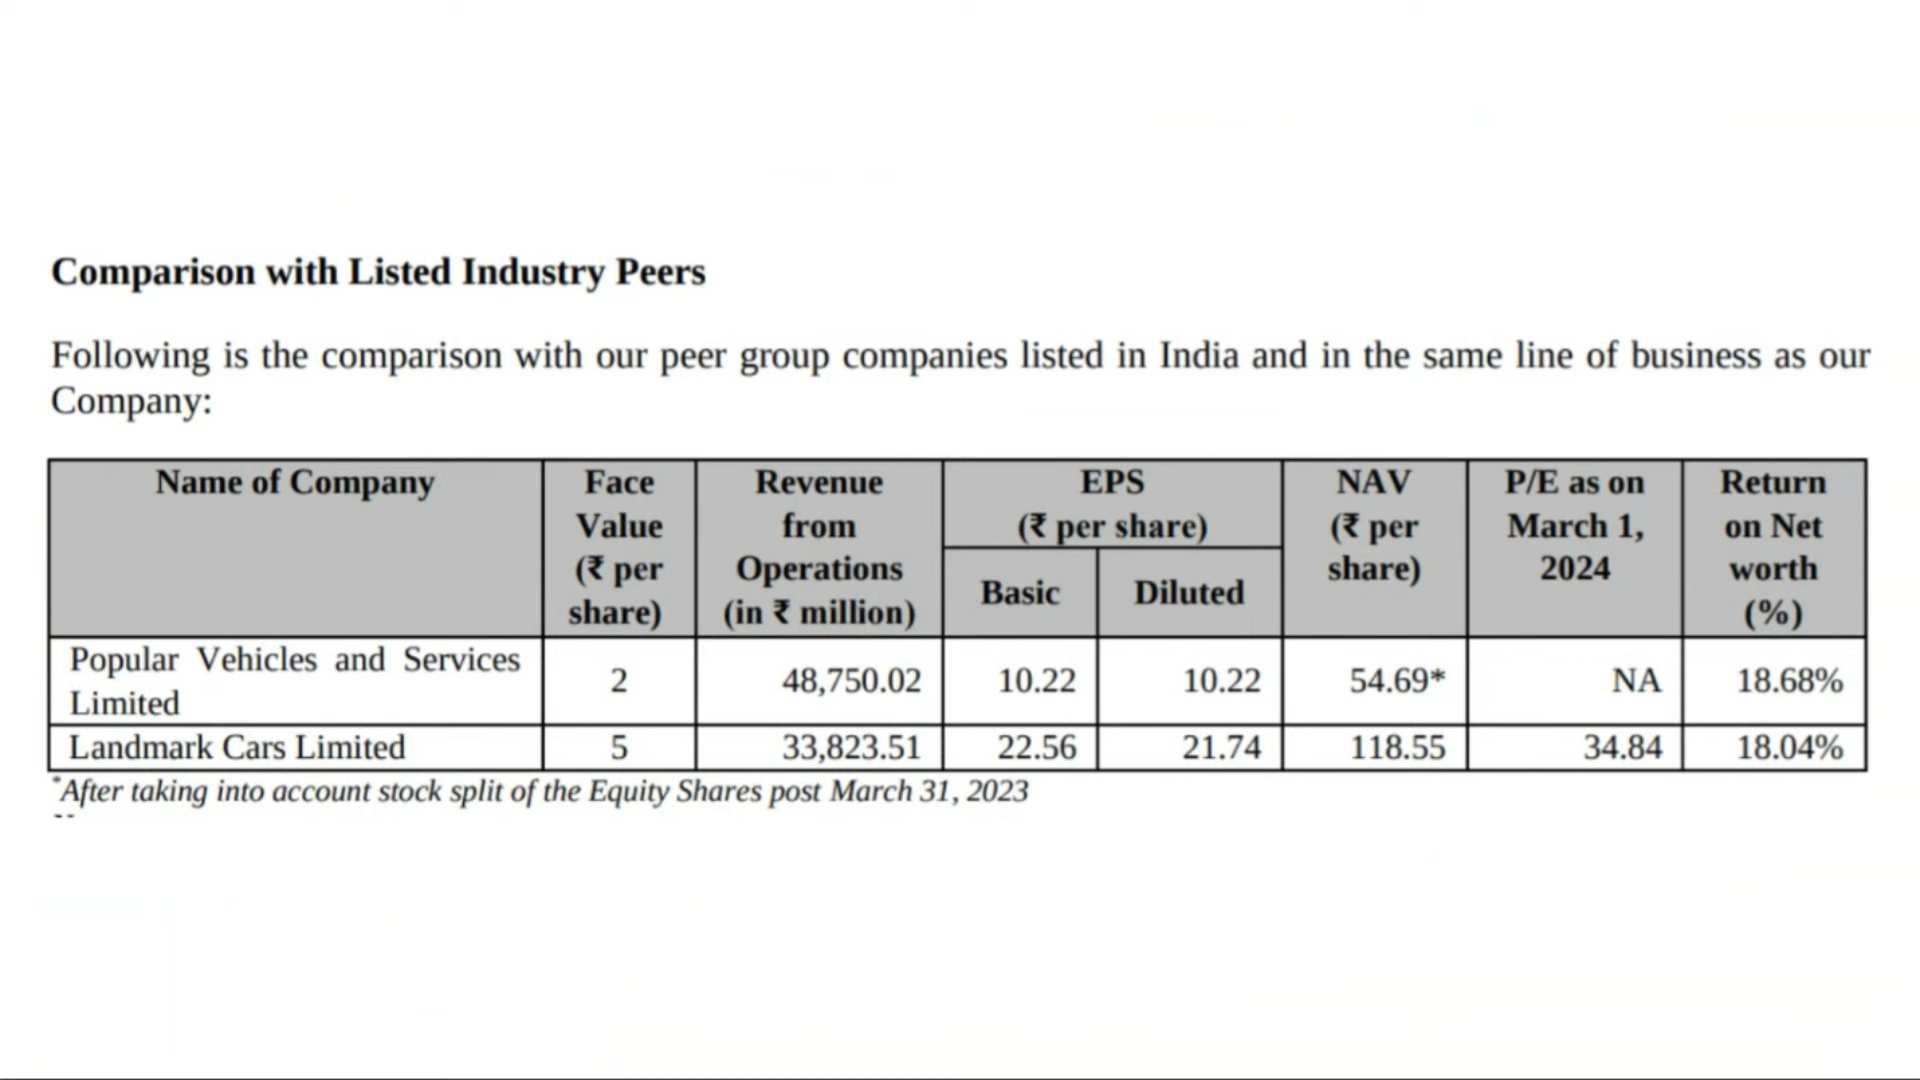 Comparison with Listed Industry Peers
Following is the comparison with our peer group companies listed in India and in the same line of business as our
Company:
Name of Company
Face
Value
(₹ per
share)
Revenue
from
Operations
(in ₹ million)
EPS
(₹ per share)
Basic
Diluted
NAV
(₹ per
share)
P/E as on
March 1,
2024
Return
on Net
worth
(%)
Popular Vehicles and Services
Limited
2
48,750.02
10.22
10.22
54.69*
NA
18.68%
Landmark Cars Limited
5
33,823.51
22.56
21.74
118.55
34.84
18.04%
*After taking into account stock split of the Equity Shares post March 31, 2023